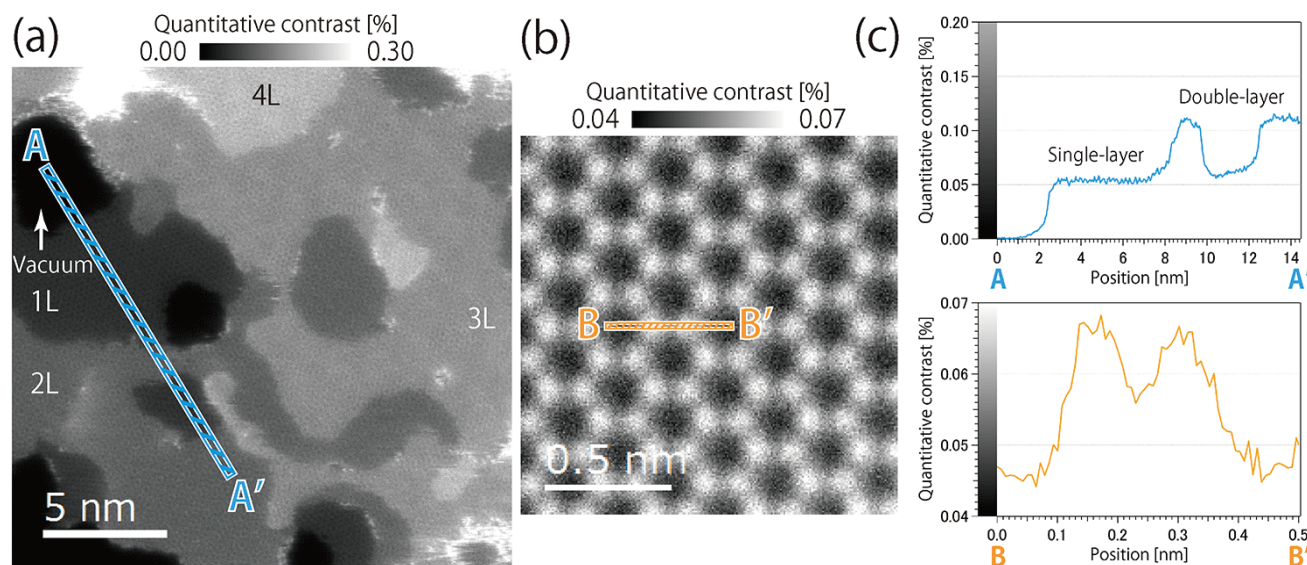 (a)
Quantitative contrast [%]
0.00 0.30
4L
A
Vacuum
1L
3L
2L
A'
5 nm
(b)
Quantitative contrast [%]
0.04 0.07
B B'
0.5 nm
(c)
Quantitative contrast [%]
0.20
0.15
0.10
0.05
0.00
Single-layer
Double-layer
0 2 4 6 8 10 12 14
A Position [nm] A'
Quantitative contrast [%]
0.07
0.06
0.05
0.04
0.0 0.1 0.2 0.3 0.4 0.5
B Position [nm] B'